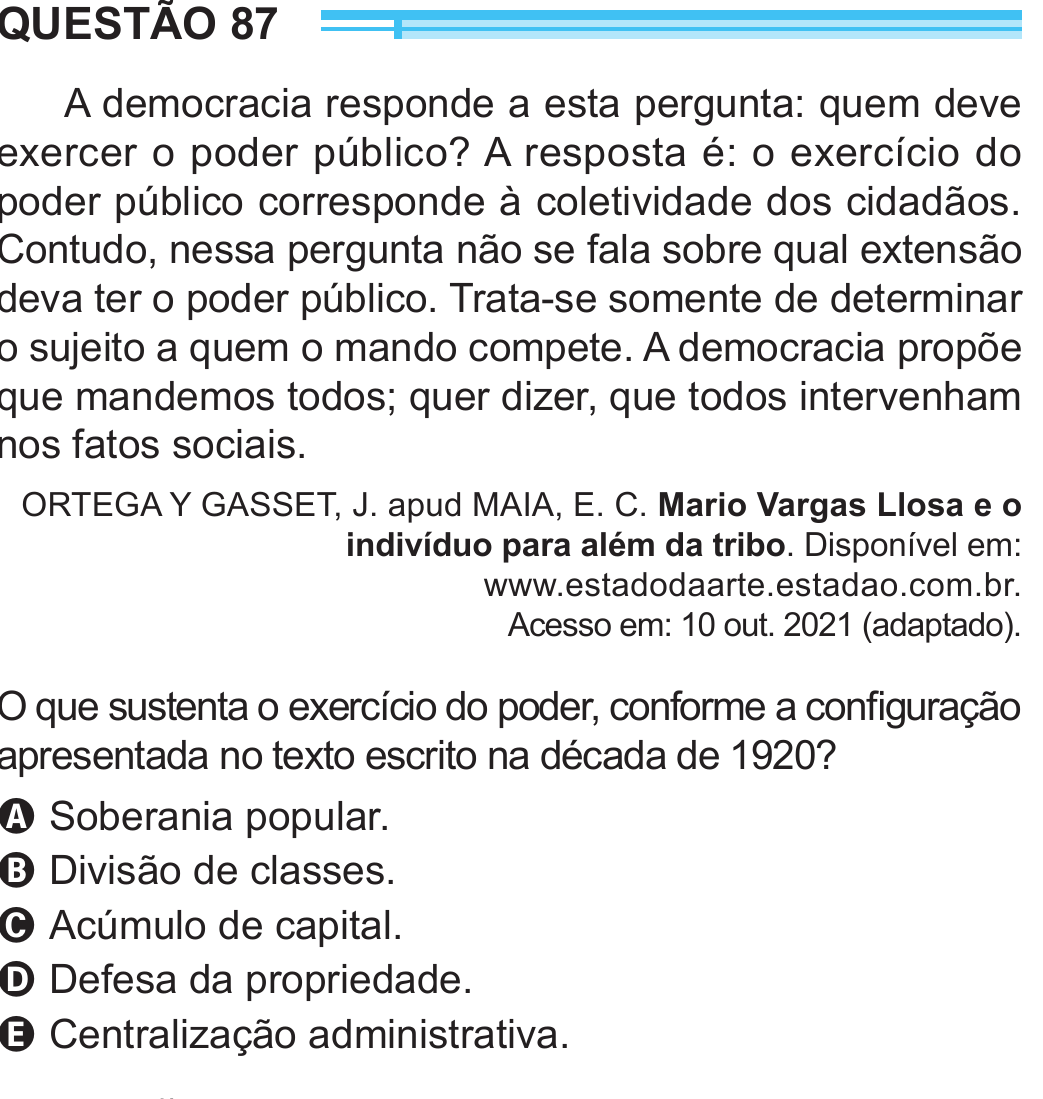 QUESTÃO 87
A democracia responde a esta pergunta: quem deve
exercer o poder público? A resposta é: o exercício do
poder público corresponde à coletividade dos cidadãos.
Contudo, nessa pergunta não se fala sobre qual extensão
deva ter o poder público. Trata-se somente de determinar
o sujeito a quem o mando compete. A democracia propõe
que mandemos todos; quer dizer, que todos intervenham
nos fatos sociais.
ORTEGA Y GASSET, J. apud MAIA, E. C. Mario Vargas Llosa e o
indivíduo para além da tribo. Disponível em:
www.estadodaarte.estadao.com.br.
Acesso em: 10 out. 2021 (adaptado).
O que sustenta o exercício do poder, conforme a configuração
apresentada no texto escrito na década de 1920?
A Soberania popular.
B Divisão de classes.
C Acúmulo de capital.
D Defesa da propriedade.
E Centralização administrativa.